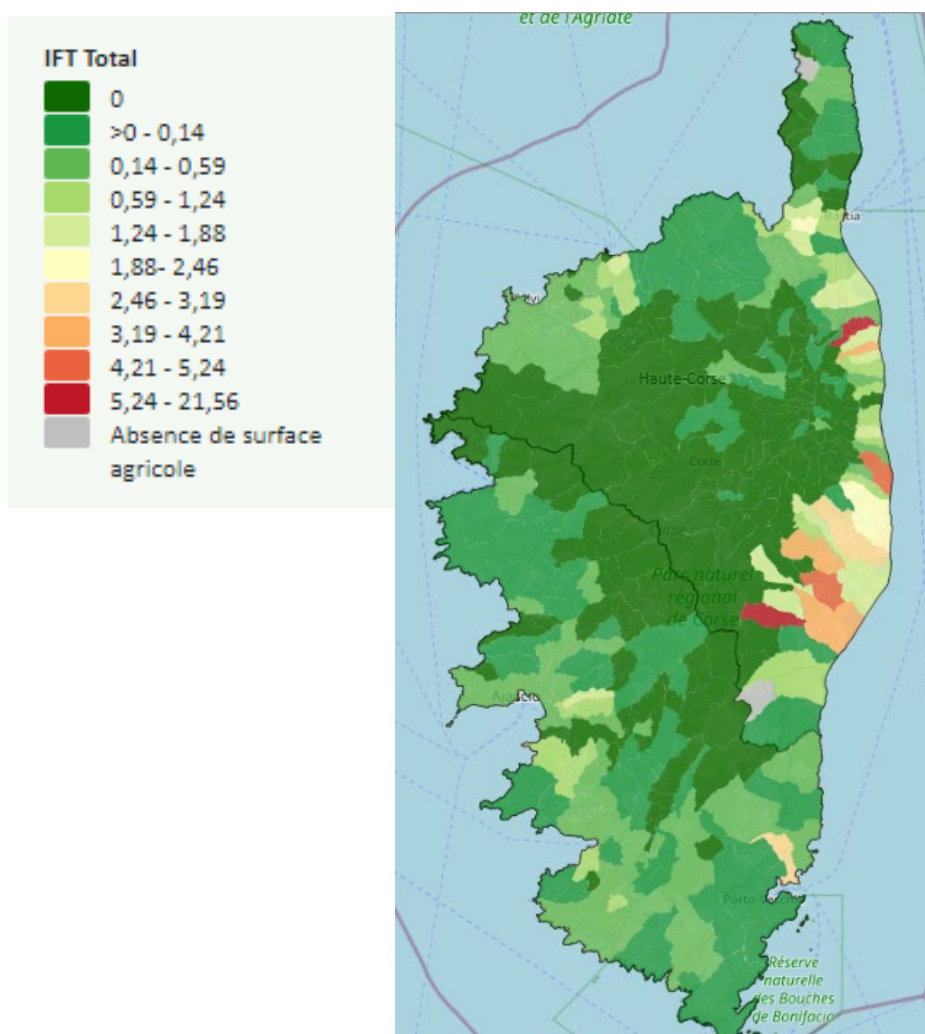 IFT Total
0
>0 - 0,14
0,14 - 0,59
0,59 - 1,24
1,24 - 1,88
1,88- 2,46
2,46 - 3,19
3,19 - 4,21
4,21 - 5,24
5,24 - 21,56
Absence de surface
agricole
et de l'Agriate
Bastia
Haute-Corse
Corte
Parc naturel
régional
de Corse
Ajaccio
Porto-Vecchio
Réserve
naturelle
des Bouches
de Bonifacio